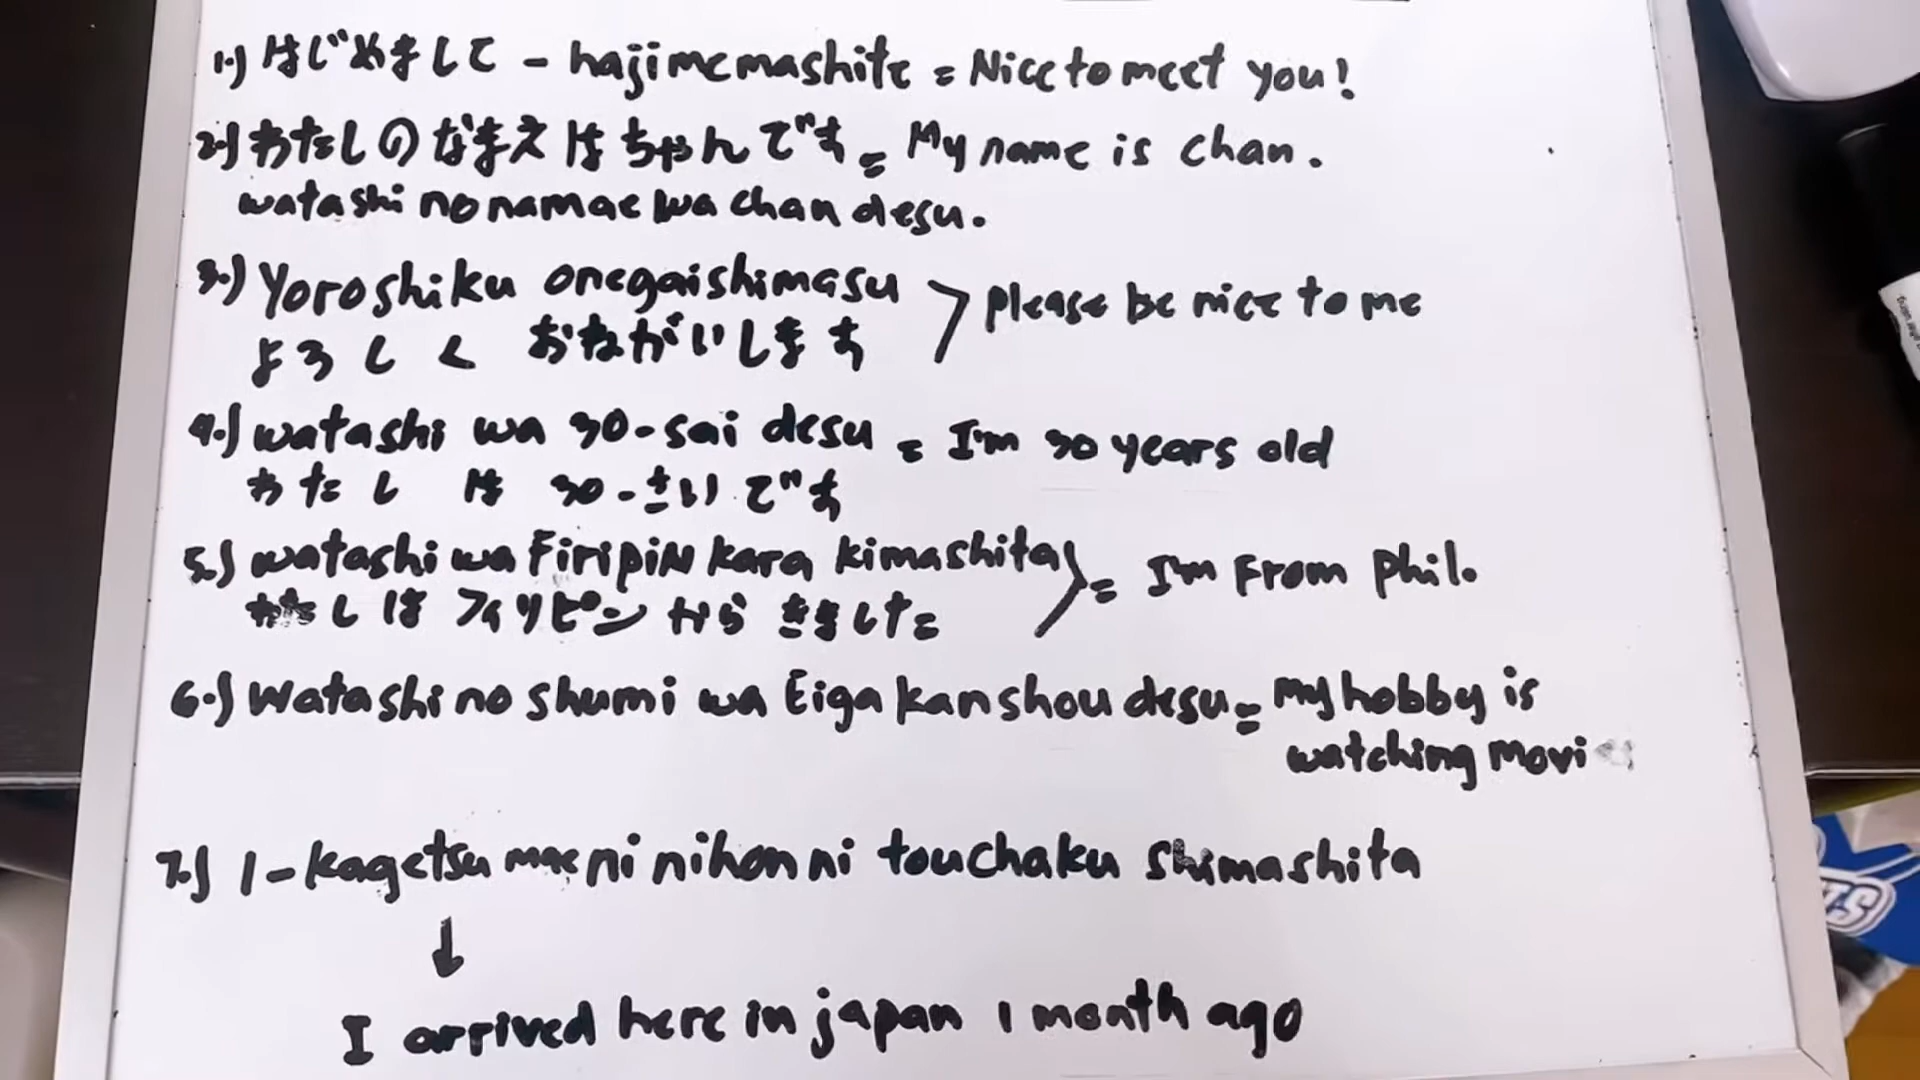 1.) はじめまして - hajimemashite = Nice to meet you!
2.) わたしのなまえはちゃんです = My name is chan.
watashi no namae wa chan desu.
3.) Yoroshiku onegaishimasu > please be nice to me
よろしく おねがいします
4.) watashi wa 30-sai desu = I'm 30 years old
わたし は 30-さいです
5.) watashi wa Firipin kara kimashita = I'm From phil.
わたし は フィリピン から きました
6.) Watashi no shumi wa Eiga kanshou desu = My hobby is
watching movi
7.) 1-kagetsu mae ni nihon ni touchaku shimashita
↓
I arrived here in japan 1 month ago